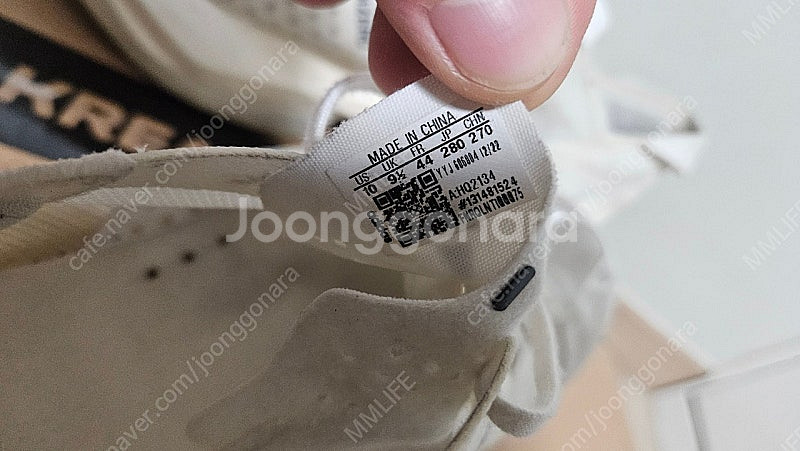 KRE
MADE IN CHINA
US UK FR JP CHN
10 9½ 44 280 270
YYJ 606004 12/22
A:HQ2134
#131481524
Joonggonara
cafe.naver.com/joonggonara
MMLIFE